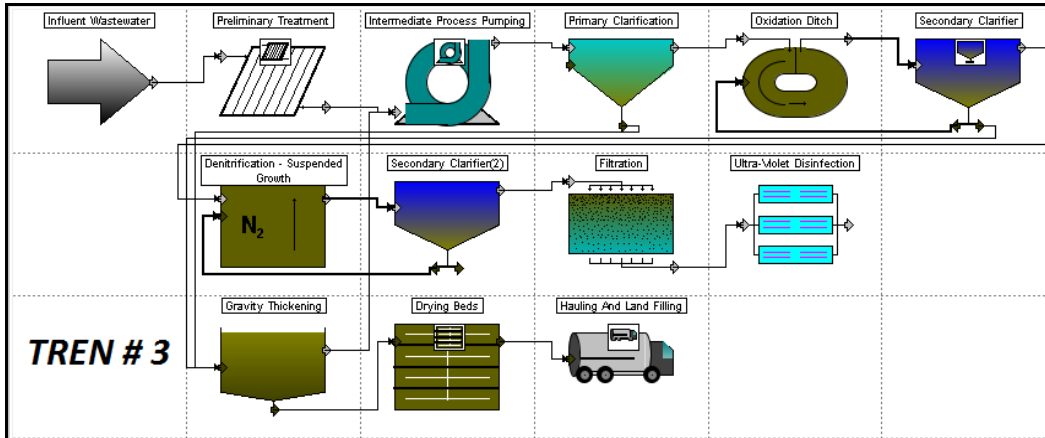 Influent Wastewater
Preliminary Treatment
Intermediate Process Pumping
Primary Clarification
Oxidation Ditch
Secondary Clarifier
Denitrification - Suspended
Growth
Secondary Clarifier(2)
Filtration
Ultra-Violet Disinfection
N2
Gravity Thickening
Drying Beds
Hauling And Land Filling
TREN # 3